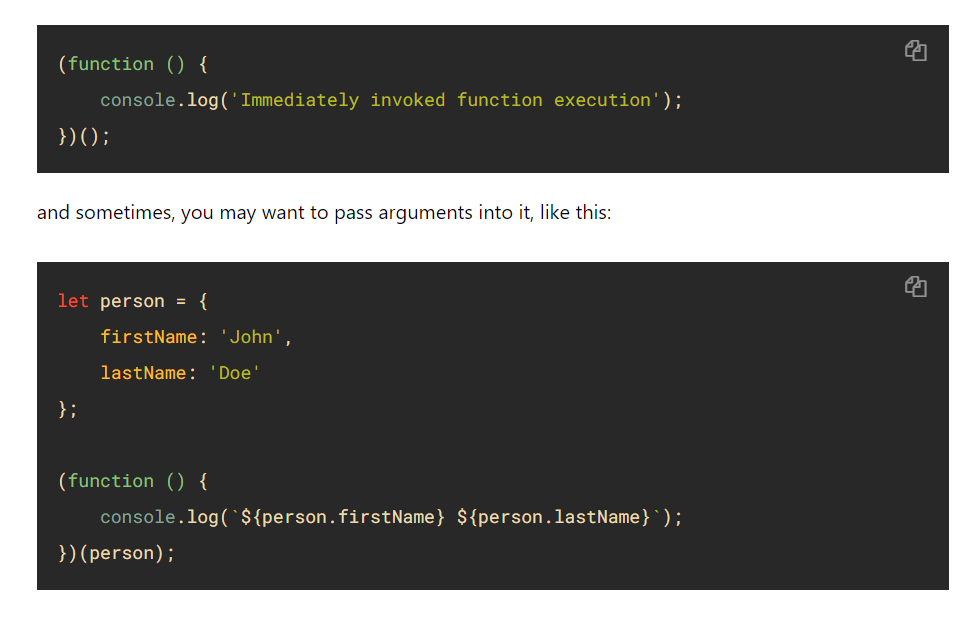 (function () {
    console.log('Immediately invoked function execution');
})();
and sometimes, you may want to pass arguments into it, like this:
let person = {
    firstName: 'John',
    lastName: 'Doe'
};
(function () {
    console.log(`${person.firstName} ${person.lastName}`);
})(person);